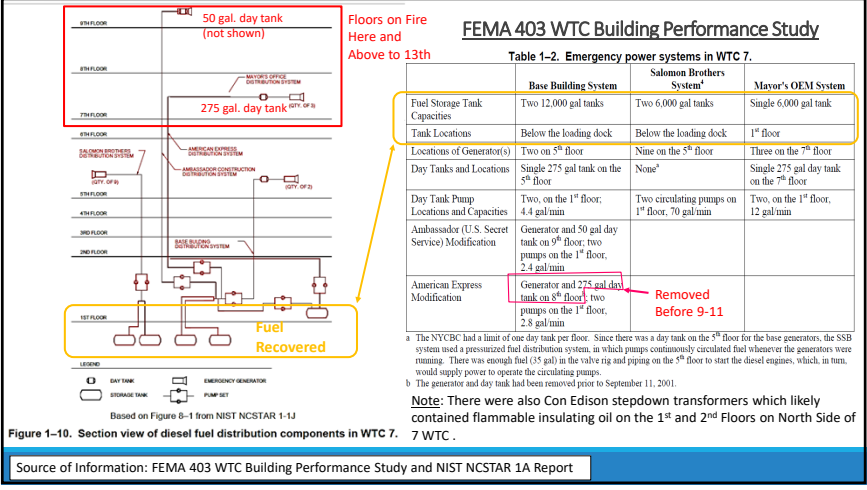 50 gal. day tank
(not shown)
Floors on Fire
Here and
Above to 13th
9TH FLOOR
8TH FLOOR
MAYOR'S OFFICE
DISTRIBUTION SYSTEM
275 gal. day tank
(QTY. OF 3)
7TH FLOOR
6TH FLOOR
SALOMON BROTHERS
DISTRIBUTION SYSTEM
AMERICAN EXPRESS
DISTRIBUTION SYSTEM
AMBASSADOR CONSTRUCTION
DISTRIBUTION SYSTEM
(QTY. OF 9)
(QTY. OF 2)
5TH FLOOR
4TH FLOOR
3RD FLOOR
BASE BUILDING
DISTRIBUTION SYSTEM
2ND FLOOR
1ST FLOOR
Fuel
Recovered
LEGEND
DAY TANK
EMERGENCY GENERATOR
STORAGE TANK
PUMP SET
Based on Figure 8–1 from NIST NCSTAR 1-1J
Figure 1–10. Section view of diesel fuel distribution components in WTC 7.
FEMA 403 WTC Building Performance Study
Table 1–2. Emergency power systems in WTC 7.
Base Building System
Salomon Brothers
System⁴
Mayor's OEM System
Fuel Storage Tank
Capacities
Two 12,000 gal tanks
Two 6,000 gal tanks
Single 6,000 gal tank
Tank Locations
Below the loading dock
Below the loading dock
1st floor
Locations of Generator(s)
Two on 5th floor
Nine on the 5th floor
Three on the 7th floor
Day Tanks and Locations
Single 275 gal tank on the
5th floor
Noneᵃ
Single 275 gal day tank
on the 7th floor
Day Tank Pump
Locations and Capacities
Two, on the 1st floor;
4.4 gal/min
Two circulating pumps on
1st floor, 70 gal/min
Two, on the 1st floor,
12 gal/min
Ambassador (U.S. Secret
Service) Modification
Generator and 50 gal day
tank on 9th floor; two
pumps on the 1st floor,
2.4 gal/min
American Express
Modification
Generator and 275 gal day
tank on 8th floorᵇ; two
pumps on the 1st floor,
2.8 gal/min
Removed
Before 9-11
a The NYCBC had a limit of one day tank per floor. Since there was a day tank on the 5th floor for the base generators, the SSB
system used a pressurized fuel distribution system, in which pumps continuously circulated fuel whenever the generators were
running. There was enough fuel (35 gal) in the valve rig and piping on the 5th floor to start the diesel engines, which, in turn,
would supply power to operate the circulating pumps.
b The generator and day tank had been removed prior to September 11, 2001.
Note: There were also Con Edison stepdown transformers which likely
contained flammable insulating oil on the 1st and 2nd Floors on North Side of
7 WTC .
Source of Information: FEMA 403 WTC Building Performance Study and NIST NCSTAR 1A Report